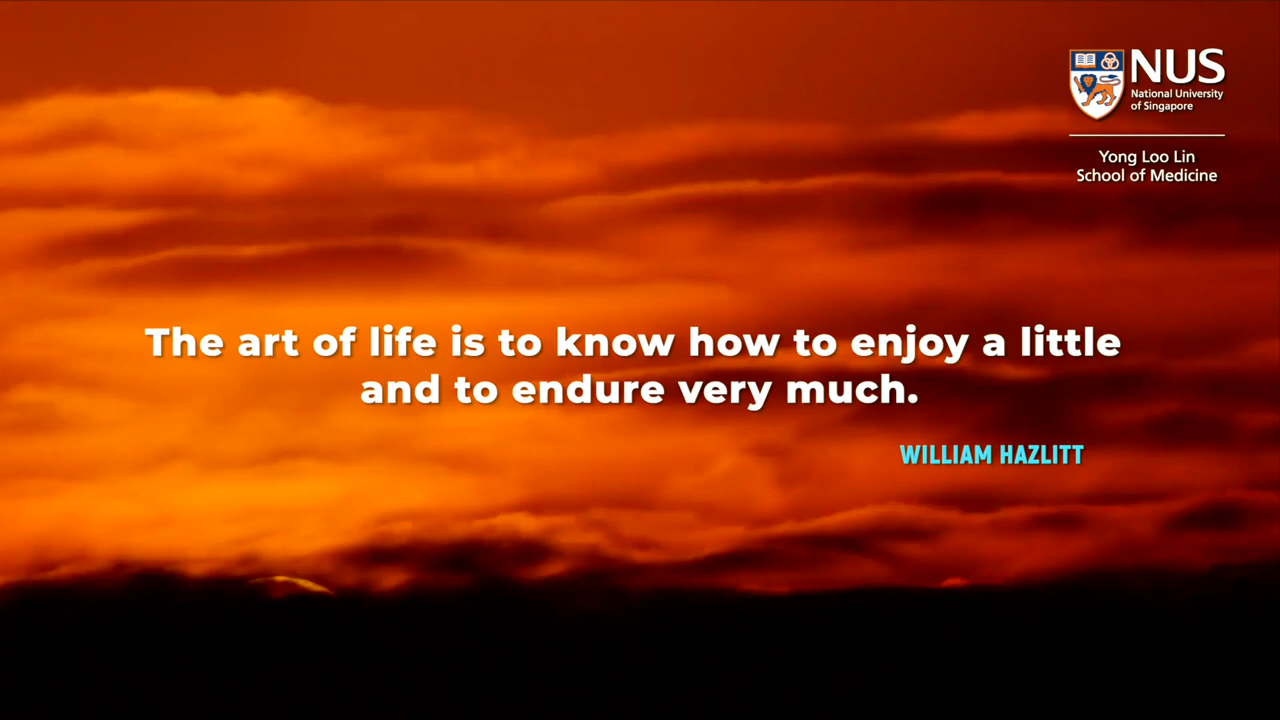 NUS
National University
of Singapore
Yong Loo Lin
School of Medicine
The art of life is to know how to enjoy a little
and to endure very much.
WILLIAM HAZLITT